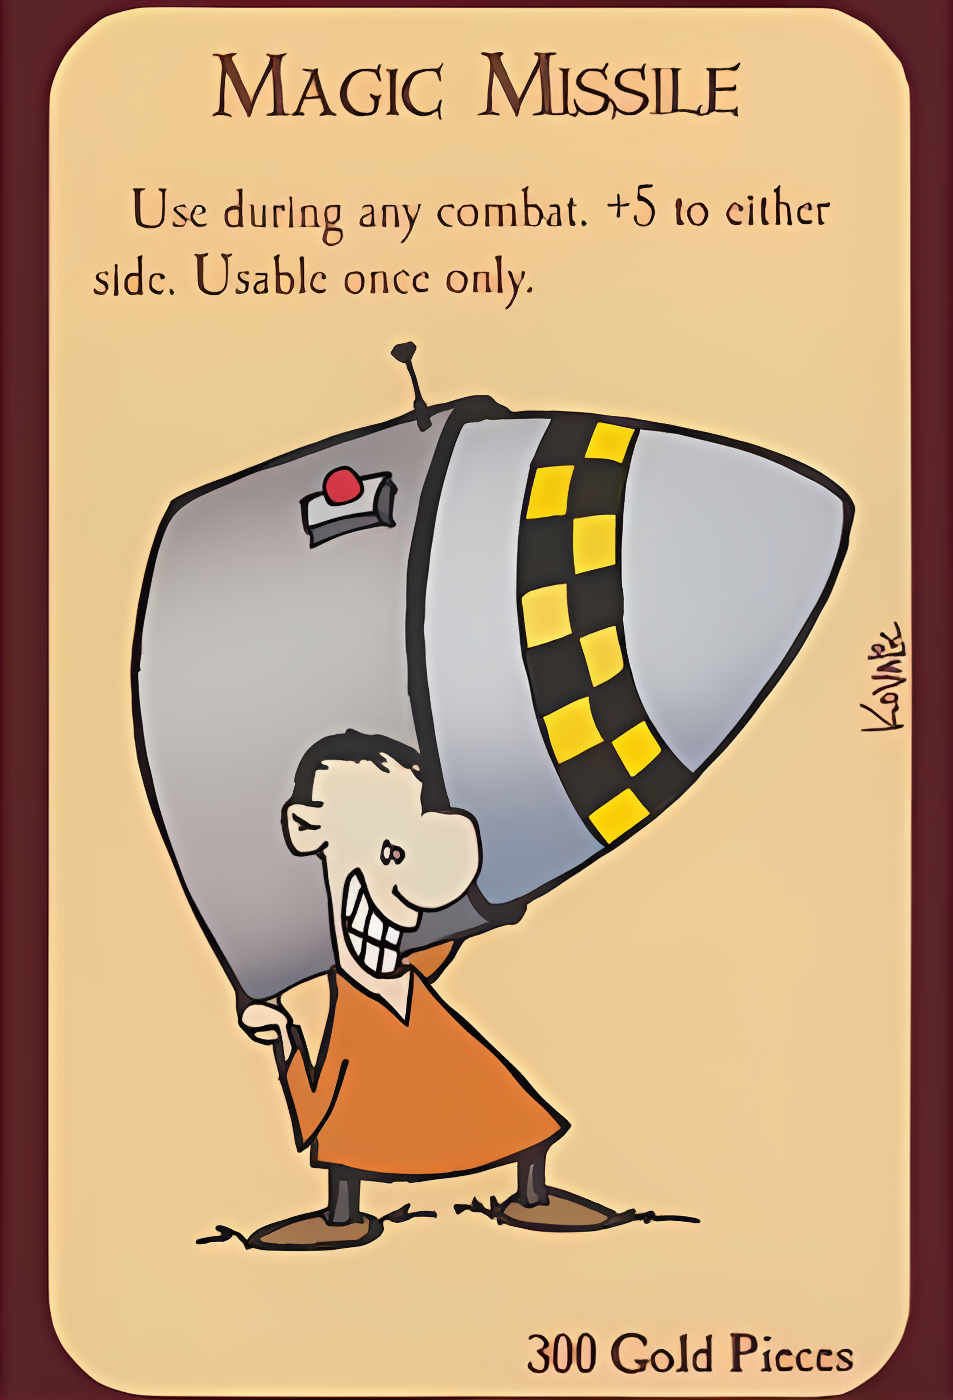 Magic Missile
Use during any combat. +5 to either
side. Usable once only.
Kovalic
300 Gold Pieces